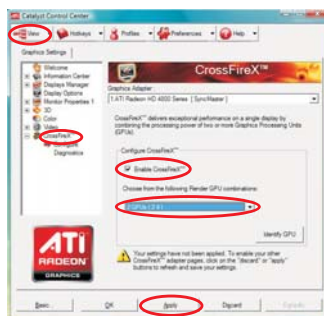 Catalyst Control Center
View Hotkeys Profiles Preferences Help
Graphics Settings
Welcome
Information Center
Displays Manager
Display Options
Monitor Properties 1
3D
Color
Video
CrossFireX
Configure
Diagnostics
CrossFireX™
Graphics Adapter
1.ATI Radeon HD 4800 Series [ SyncMaster ]
CrossFireX™ delivers exceptional performance on a single display by
combining the processing power of two or more Graphics Processing Units
(GPUs).
Configure CrossFireX™
Enable CrossFireX™
Choose from the following Render GPU combinations:
Identify GPU
Your settings have not been applied. To enable your other
CrossFireX™ adapter pages, click on the "discard" or "apply"
buttons to refresh and save your settings.
ATI
RADEON
GRAPHICS
Basic...
OK
Apply
Discard